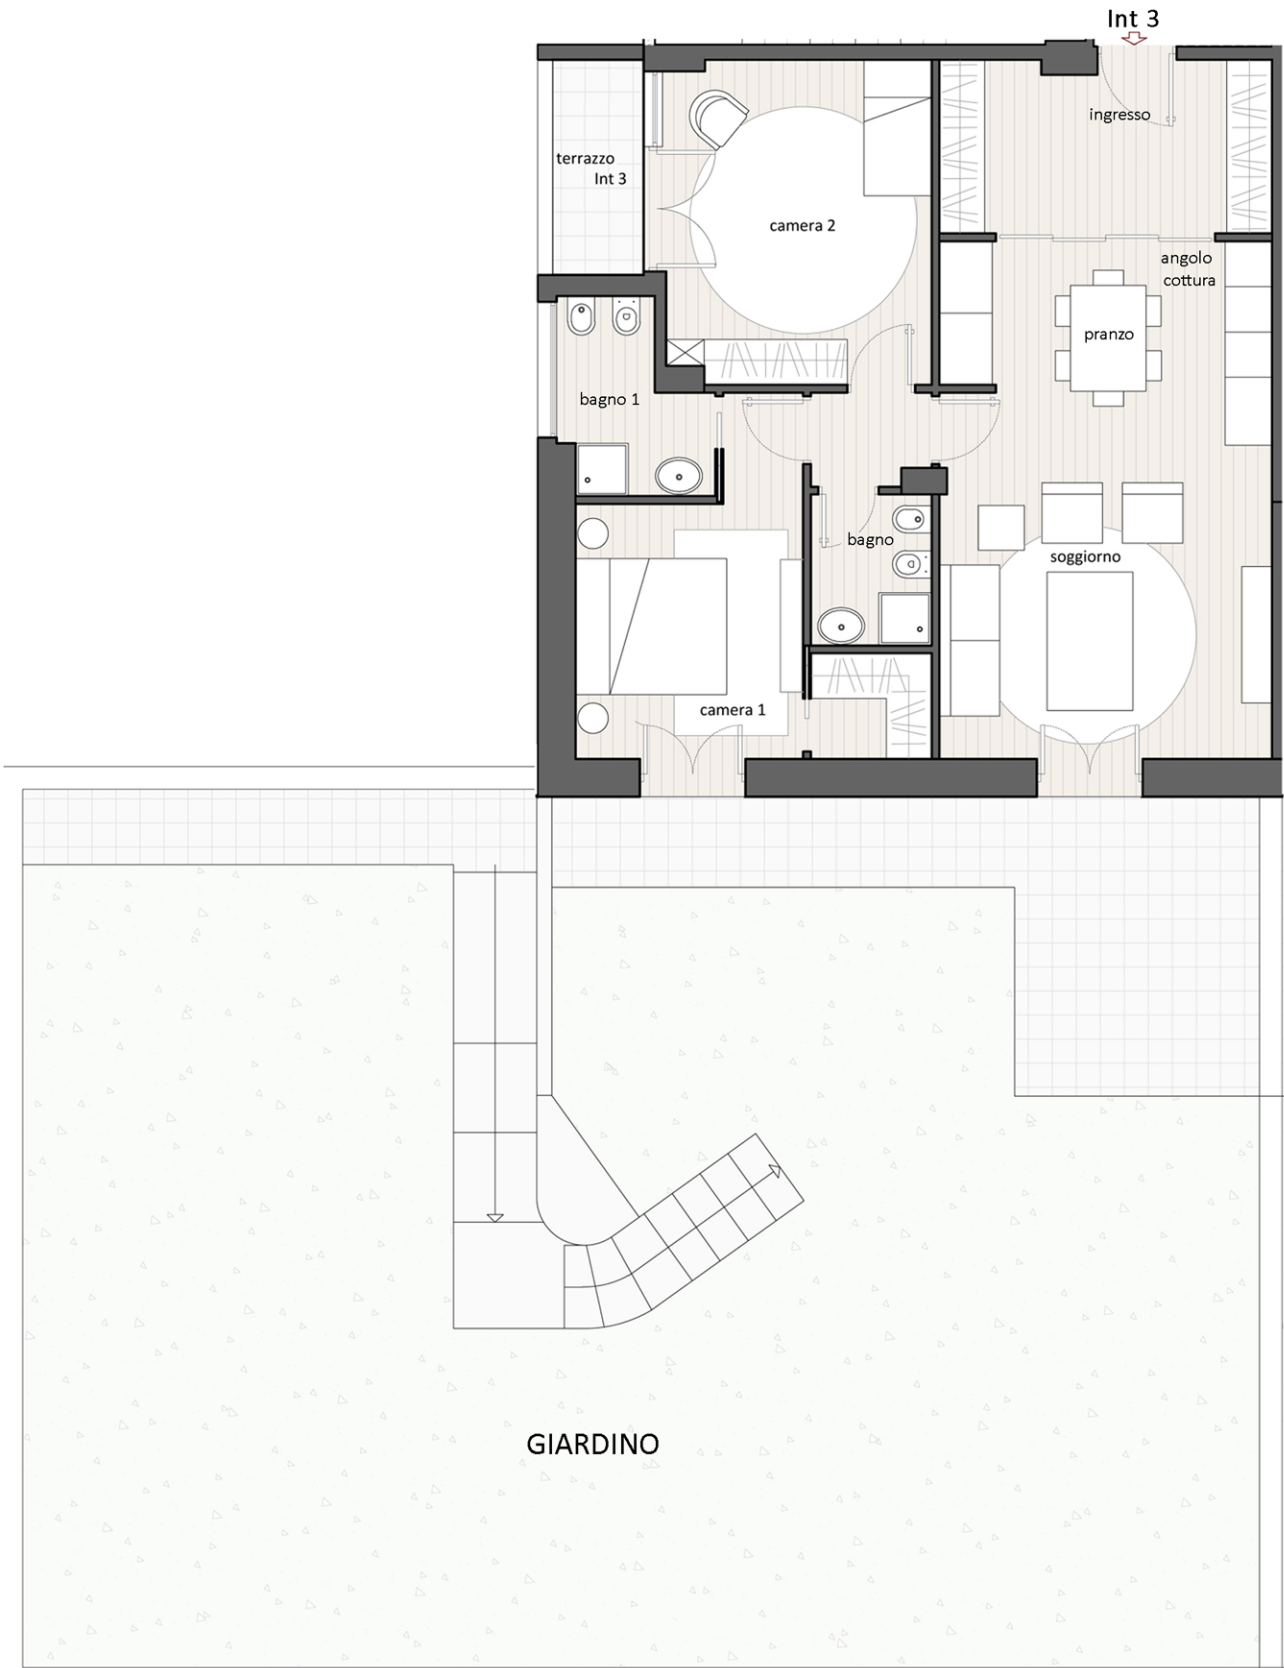 Int 3
ingresso
terrazzo
Int 3
camera 2
angolo
cottura
pranzo
bagno 1
bagno
soggiorno
camera 1
GIARDINO